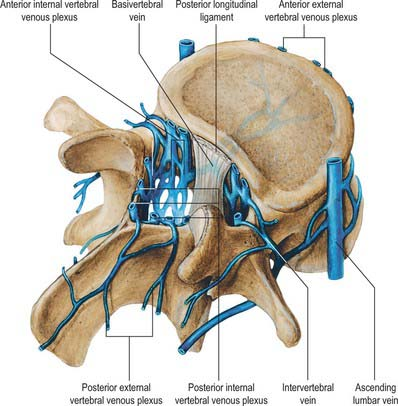 Anterior internal vertebral
venous plexus
Basivertebral
vein
Posterior longitudinal
ligament
Anterior external
vertebral venous plexus
Posterior external
vertebral venous plexus
Posterior internal
vertebral venous plexus
Intervertebral
vein
Ascending
lumbar vein